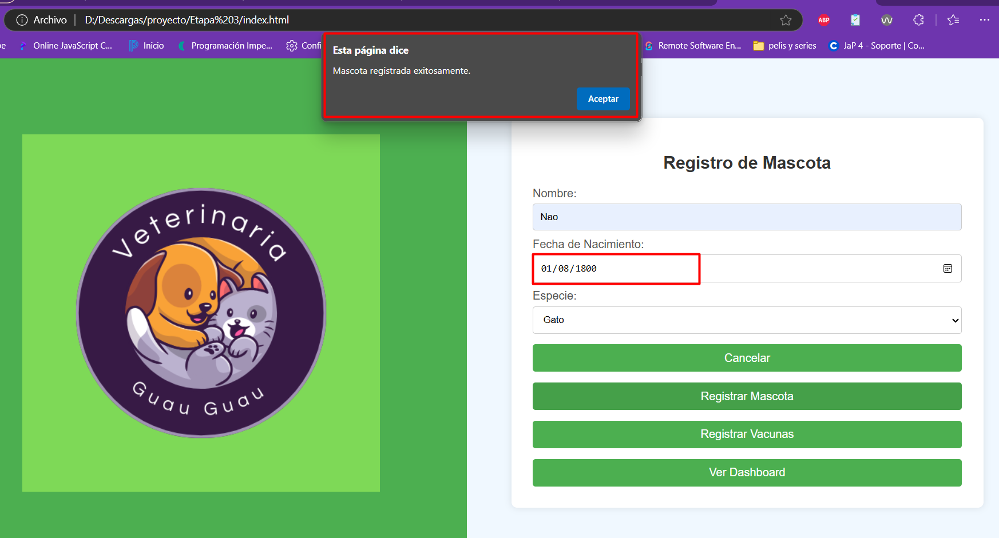 Archivo D:/Descargas/proyecto/Etapa%203/index.html
ABP
be Online JavaScript C... Inicio Programación Impe... Confi Remote Software En... pelis y series JaP 4 - Soporte | Co...
Esta página dice
Mascota registrada exitosamente.
Aceptar
Veterinaria
Guau Guau
Registro de Mascota
Nombre:
Nao
Fecha de Nacimiento:
01/08/1800
Especie:
Gato
Cancelar
Registrar Mascota
Registrar Vacunas
Ver Dashboard